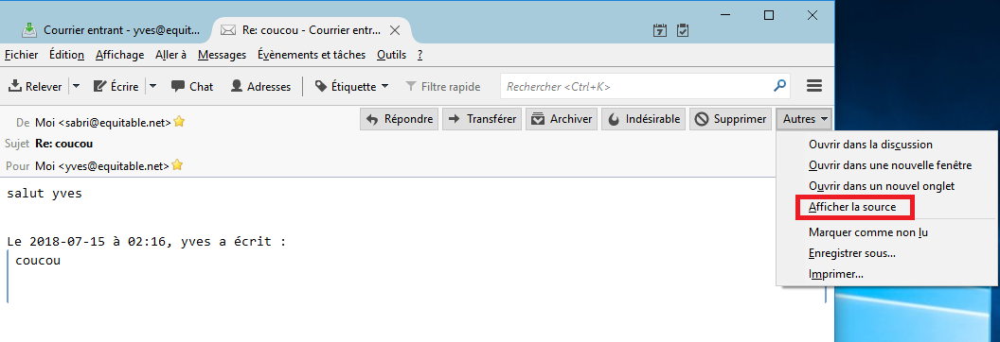 Courrier entrant - yves@equit...
Re: coucou - Courrier entr...
Fichier Édition Affichage Aller à Messages Évènements et tâches Outils ?
Relever Écrire Chat Adresses Étiquette Filtre rapide Rechercher <Ctrl+K>
De Moi <sabri@equitable.net> Répondre Transférer Archiver Indésirable Supprimer Autres
Sujet Re: coucou
Pour Moi <yves@equitable.net>
salut yves
Le 2018-07-15 à 02:16, yves a écrit :
coucou
Ouvrir dans la discussion
Ouvrir dans une nouvelle fenêtre
Ouvrir dans un nouvel onglet
Afficher la source
Marquer comme non lu
Enregistrer sous...
Imprimer...